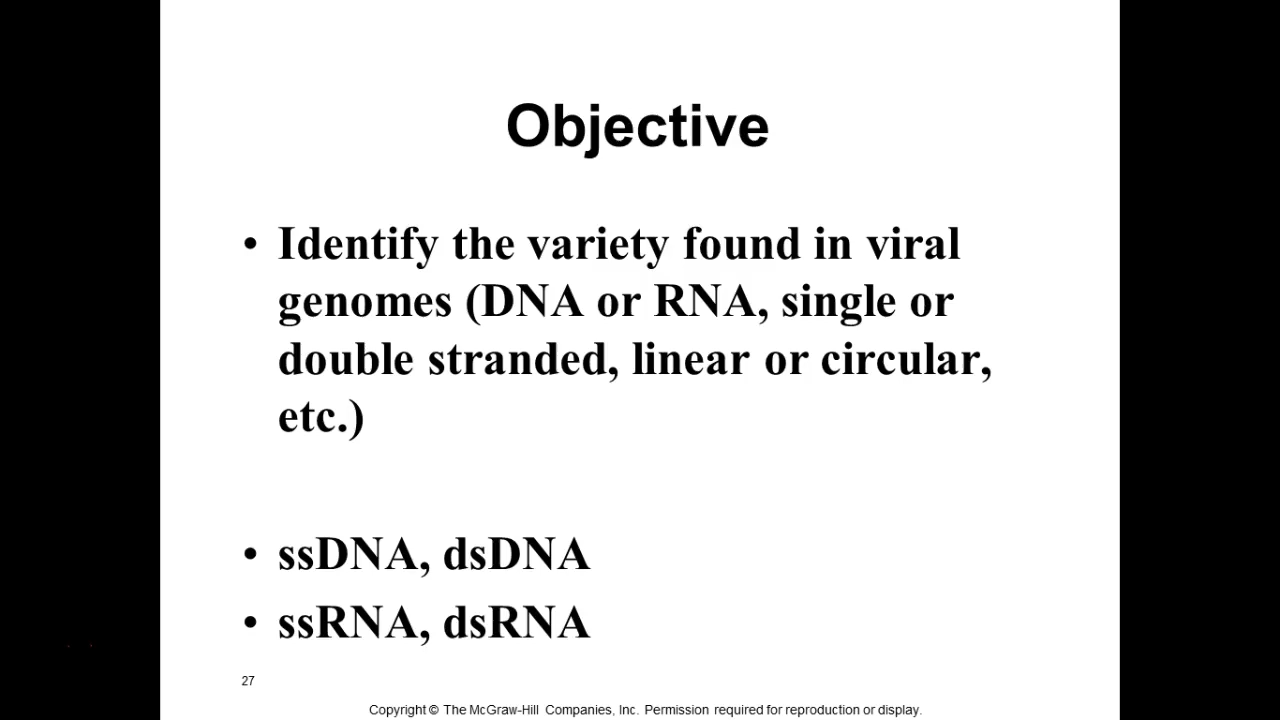 Objective
• Identify the variety found in viral
genomes (DNA or RNA, single or
double stranded, linear or circular,
etc.)
• ssDNA, dsDNA
• ssRNA, dsRNA
27
Copyright © The McGraw-Hill Companies, Inc. Permission required for reproduction or display.